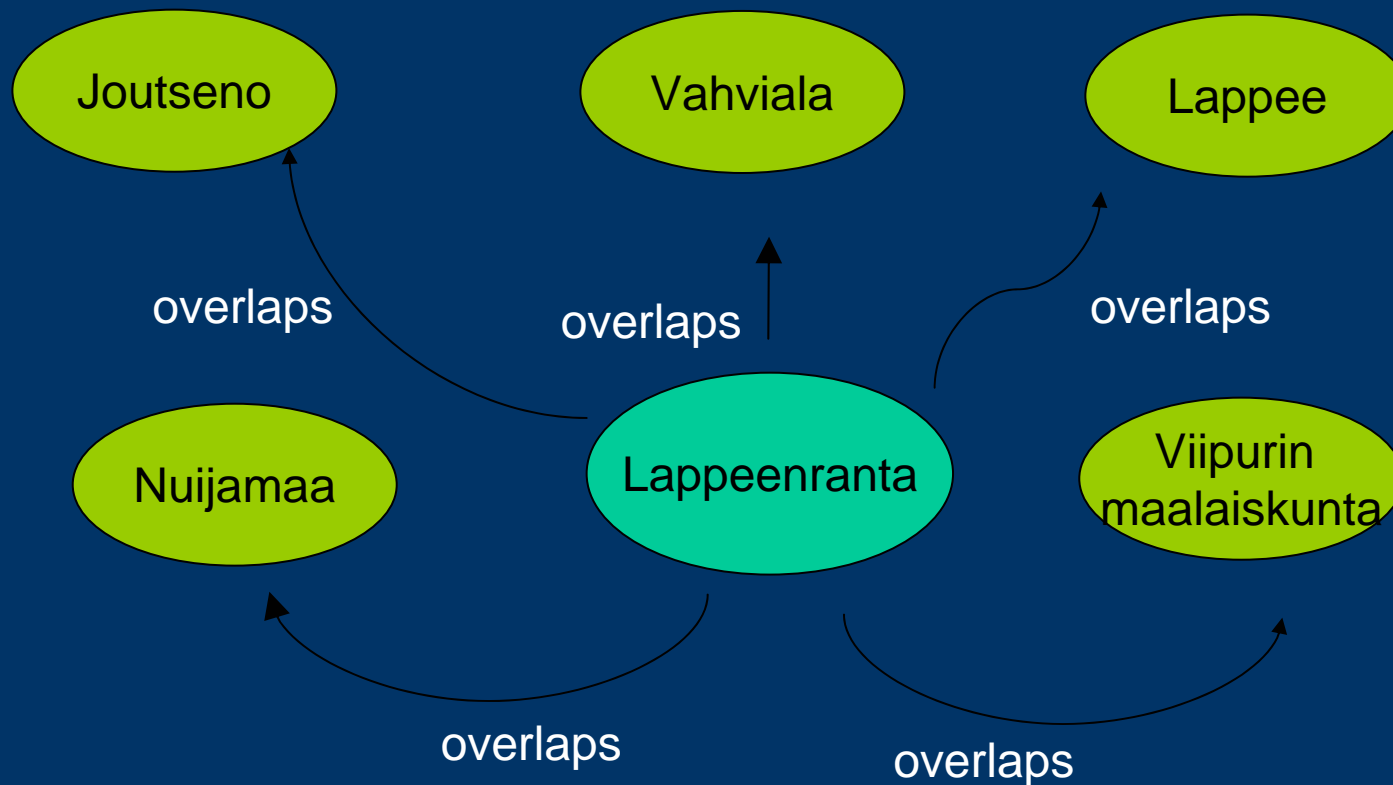 Joutseno
Vahviala
Lappee
overlaps
overlaps
overlaps
Nuijamaa
Lappeenranta
Viipurin
maalaiskunta
overlaps
overlaps